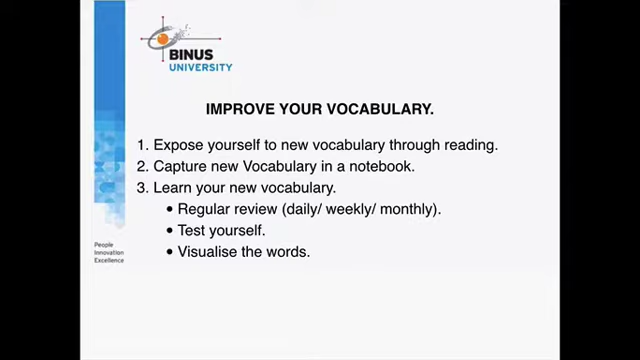 BINUS
UNIVERSITY
IMPROVE YOUR VOCABULARY.
1. Expose yourself to new vocabulary through reading.
2. Capture new Vocabulary in a notebook.
3. Learn your new vocabulary.
• Regular review (daily/ weekly/ monthly).
• Test yourself.
• Visualise the words.
People
Innovation
Excellence